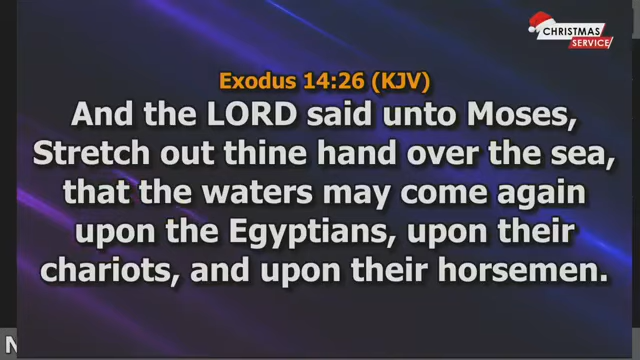 CHRISTMAS
SERVICE
Exodus 14:26 (KJV)
And the LORD said unto Moses,
Stretch out thine hand over the sea,
that the waters may come again
upon the Egyptians, upon their
chariots, and upon their horsemen.
N